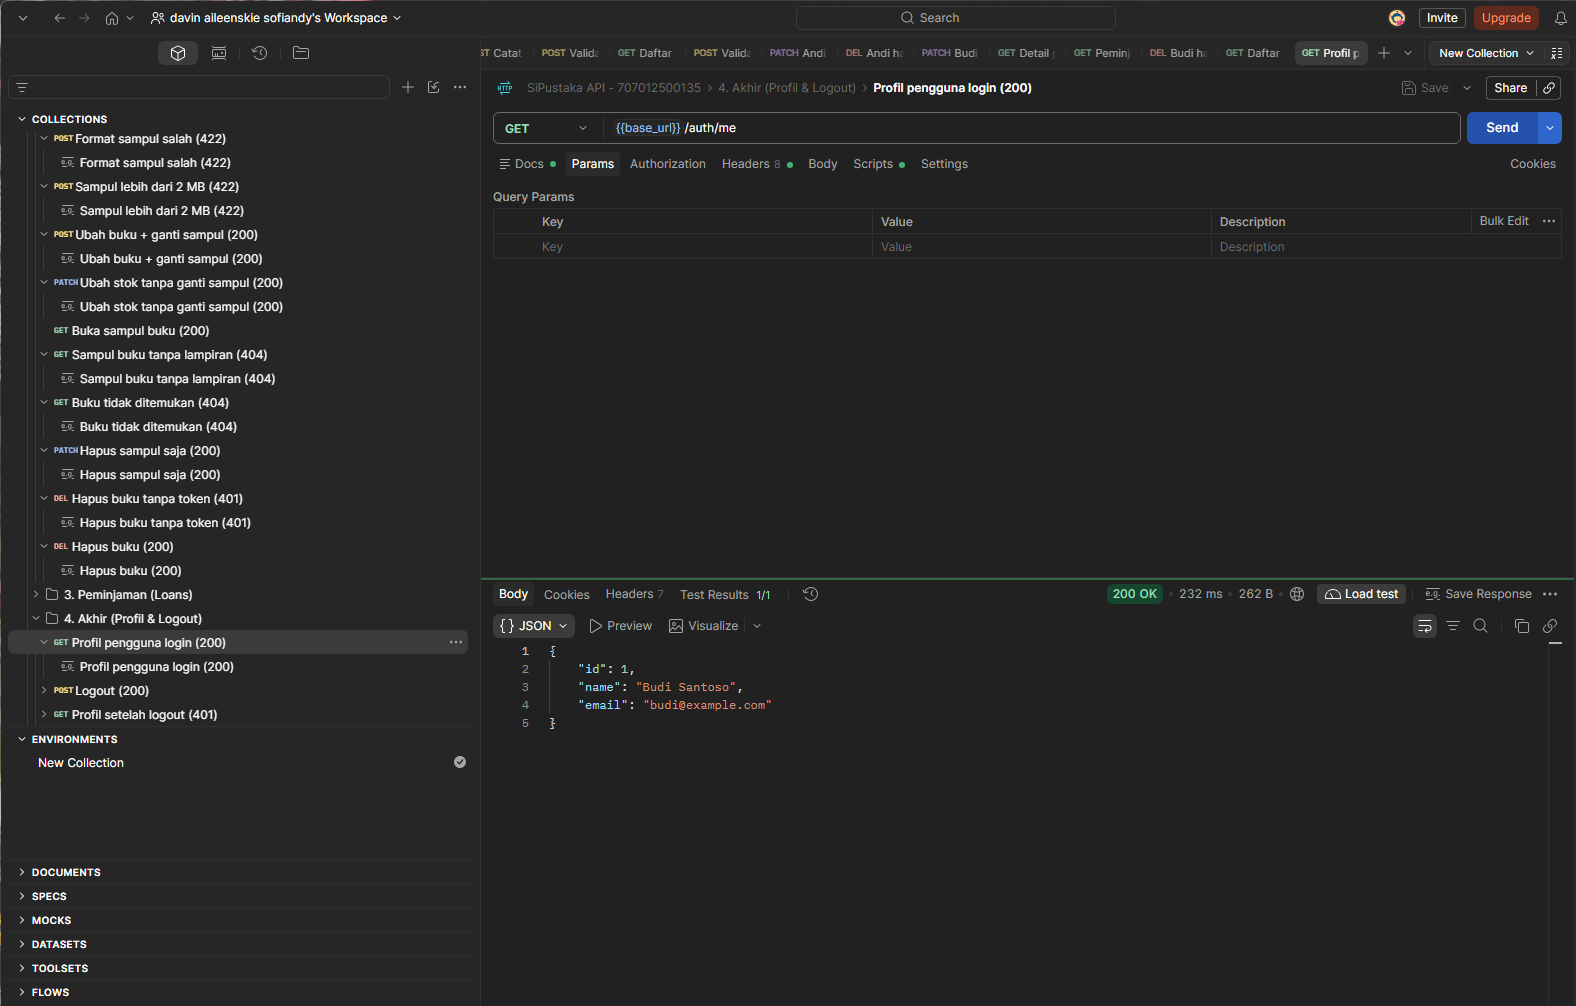 davin aileenskie sofiandy's Workspace
Search
Invite
Upgrade
ST Catat
POST Valida
GET Daftar
POST Valida
PATCH Andi
DEL Andi ha
PATCH Budi
GET Detail
GET Pemin
DEL Budi ha
GET Daftar
GET Profil p
New Collection
SiPustaka API - 707012500135 > 4. Akhir (Profil & Logout) > Profil pengguna login (200)
Save
Share
GET
{{base_url}} /auth/me
Send
Docs
Params
Authorization
Headers 8
Body
Scripts
Settings
Cookies
Query Params
Key
Value
Description
Bulk Edit
Key
Value
Description
COLLECTIONS
POST Format sampul salah (422)
e.g. Format sampul salah (422)
POST Sampul lebih dari 2 MB (422)
e.g. Sampul lebih dari 2 MB (422)
POST Ubah buku + ganti sampul (200)
e.g. Ubah buku + ganti sampul (200)
PATCH Ubah stok tanpa ganti sampul (200)
e.g. Ubah stok tanpa ganti sampul (200)
GET Buka sampul buku (200)
GET Sampul buku tanpa lampiran (404)
e.g. Sampul buku tanpa lampiran (404)
GET Buku tidak ditemukan (404)
e.g. Buku tidak ditemukan (404)
PATCH Hapus sampul saja (200)
e.g. Hapus sampul saja (200)
DEL Hapus buku tanpa token (401)
e.g. Hapus buku tanpa token (401)
DEL Hapus buku (200)
e.g. Hapus buku (200)
3. Peminjaman (Loans)
4. Akhir (Profil & Logout)
GET Profil pengguna login (200)
e.g. Profil pengguna login (200)
POST Logout (200)
GET Profil setelah logout (401)
ENVIRONMENTS
New Collection
DOCUMENTS
SPECS
MOCKS
DATASETS
TOOLSETS
FLOWS
Body
Cookies
Headers 7
Test Results 1/1
200 OK • 232 ms • 262 B
Load test
e.g. Save Response
{} JSON
Preview
Visualize
1 {
2 "id": 1,
3 "name": "Budi Santoso",
4 "email": "budi@example.com"
5 }